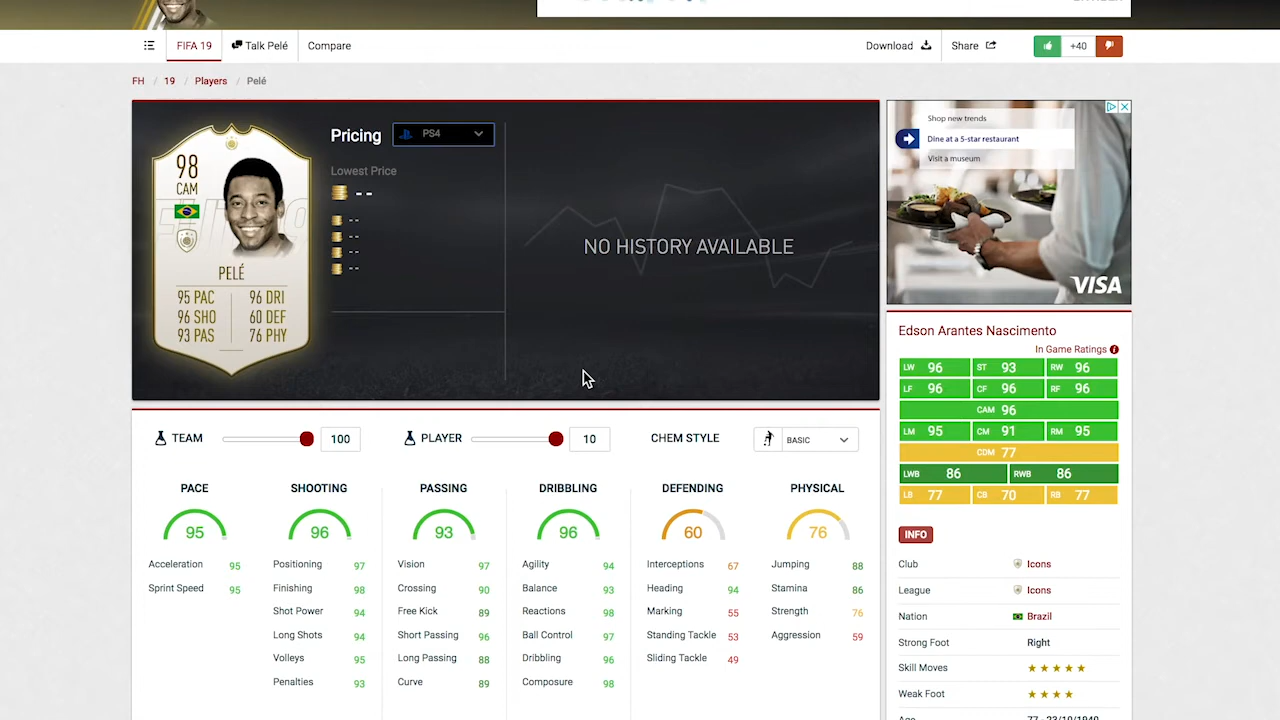 FIFA 19
Talk Pelé
Compare
Download
Share
+40
FH / 19 / Players / Pelé
98
CAM
PELÉ
95 PAC 96 DRI
96 SHO 60 DEF
93 PAS 76 PHY
Pricing
PS4
Lowest Price
- -
--
--
--
--
NO HISTORY AVAILABLE
Shop new trends
Dine at a 5-star restaurant
Visit a museum
VISA
Edson Arantes Nascimento
In Game Ratings
LW 96 ST 93 RW 96
LF 96 CF 96 RF 96
CAM 96
LM 95 CM 91 RM 95
CDM 77
LWB 86 RWB 86
LB 77 CB 70 RB 77
TEAM 100 PLAYER 10 CHEM STYLE BASIC
PACE
95
Acceleration 95
Sprint Speed 95
SHOOTING
96
Positioning 97
Finishing 98
Shot Power 94
Long Shots 94
Volleys 95
Penalties 93
PASSING
93
Vision 97
Crossing 90
Free Kick 89
Short Passing 96
Long Passing 88
Curve 89
DRIBBLING
96
Agility 94
Balance 93
Reactions 98
Ball Control 97
Dribbling 96
Composure 98
DEFENDING
60
Interceptions 67
Heading 94
Marking 55
Standing Tackle 53
Sliding Tackle 49
PHYSICAL
76
Jumping 88
Stamina 86
Strength 76
Aggression 59
INFO
Club Icons
League Icons
Nation Brazil
Strong Foot Right
Skill Moves
Weak Foot
Age 77 - 23/10/1940